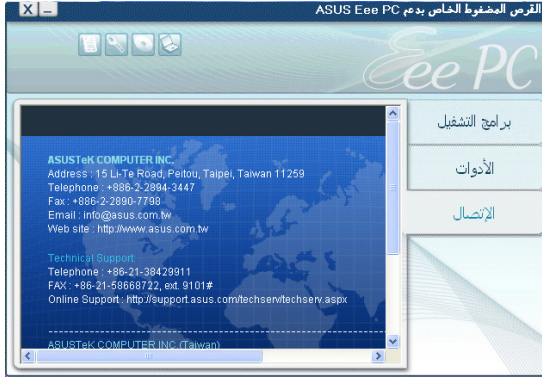 القرص المضغوط الخاص بدعم ASUS Eee PC
Eee PC
برامج التشغيل
الأدوات
الإتصال
ASUSTeK COMPUTER INC.
Address : 15 Li-Te Road, Peitou, Taipei, Taiwan 11259
Telephone : +886-2-2894-3447
Fax : +886-2-2890-7798
Email : info@asus.com.tw
Web site : http://www.asus.com.tw
Technical Support
Telephone : +86-21-38429911
FAX : +86-21-58668722, ext. 9101#
Online Support : http://support.asus.com/techserv/techserv.aspx
ASUSTeK COMPUTER INC.(Taiwan)